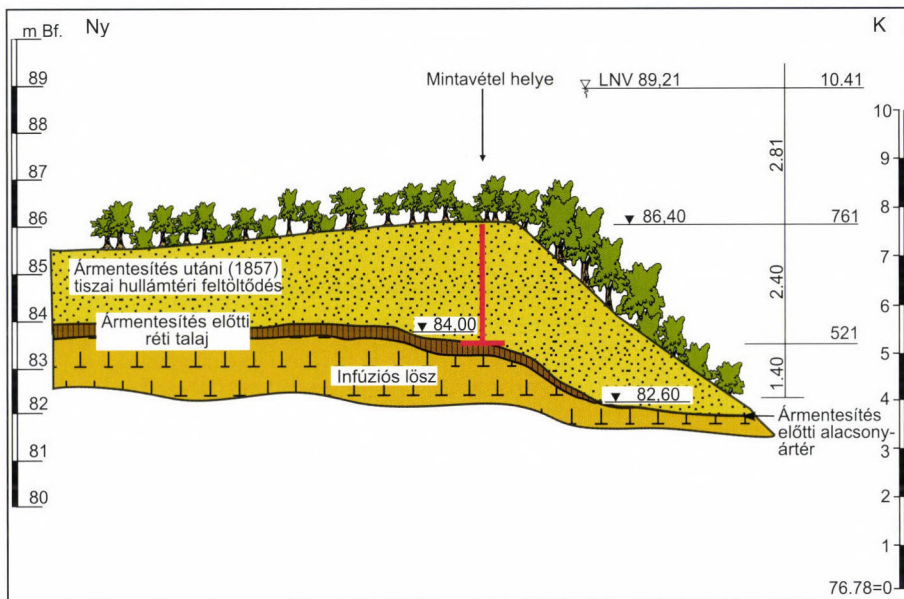 m Bf.
Ny
K
89
88
87
86
85
84
83
82
81
80
Mintavétel helye
LNV 89,21
10.41
2.81
86,40
761
2.40
Ármentesítés utáni (1857)
tiszai hullámtéri feltöltődés
Ármentesítés előtti
réti talaj
84,00
521
Infúziós lösz
1.40
82,60
Ármentesítés
előtti alacsony-
ártér
10
9
8
7
6
5
4
3
2
1
76.78=0